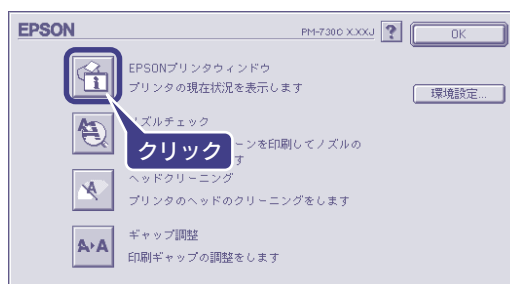 EPSON PM-730C X.XXJ ? OK
EPSONプリンタウィンドウ
プリンタの現在状況を表示します
環境設定...
ノズルチェック
クリック
ーンを印刷してノズルの
す
ヘッドクリーニング
プリンタのヘッドのクリーニングをします
ギャップ調整
印刷ギャップの調整をします